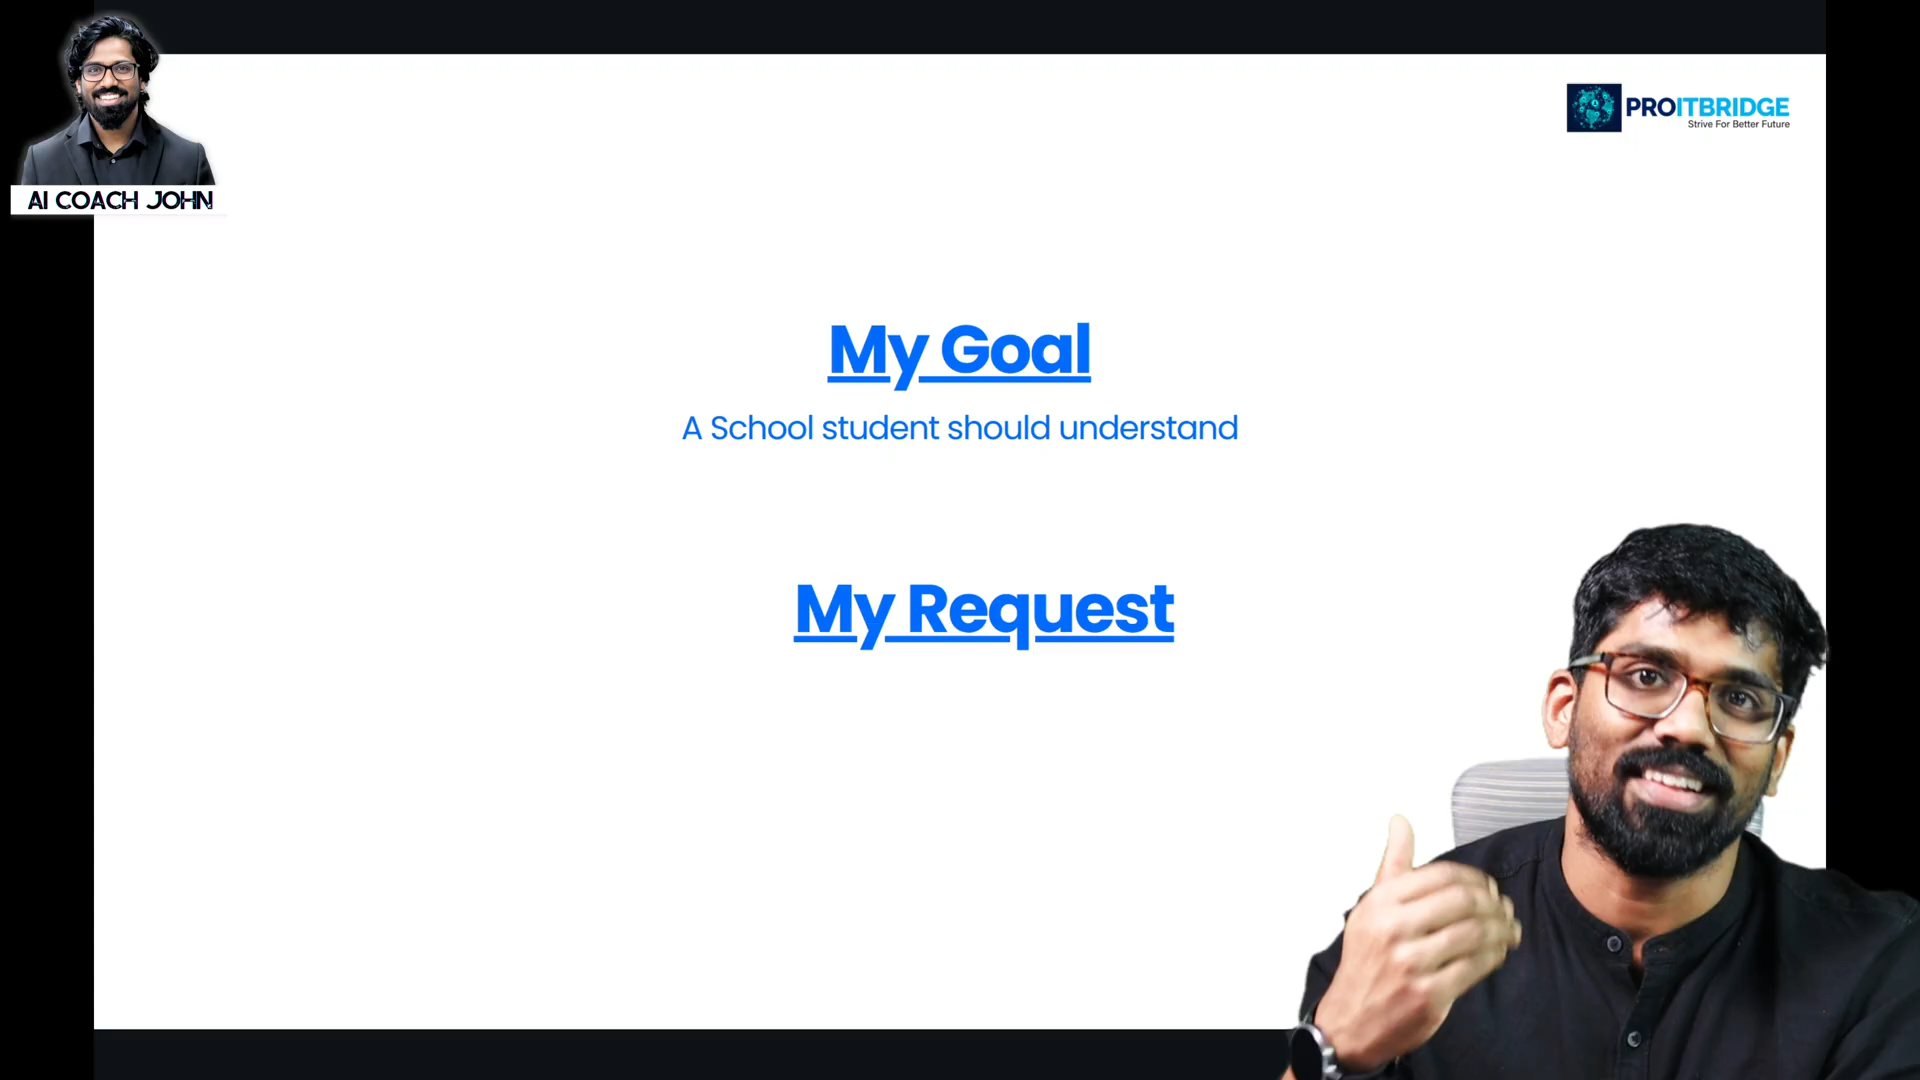 AI COACH JOHN
PROITBRIDGE
Strive For Better Future
My Goal
A School student should understand
My Request